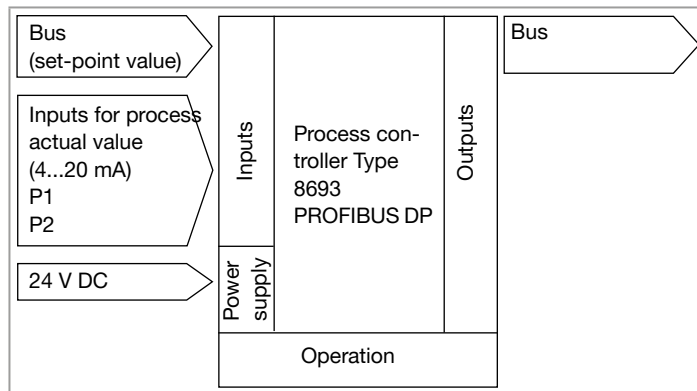 Bus
(set-point value)
Inputs for process
actual value
(4...20 mA)
P1
P2
24 V DC
Inputs
Power
supply
Process con-
troller Type
8693
PROFIBUS DP
Outputs
Operation
Bus